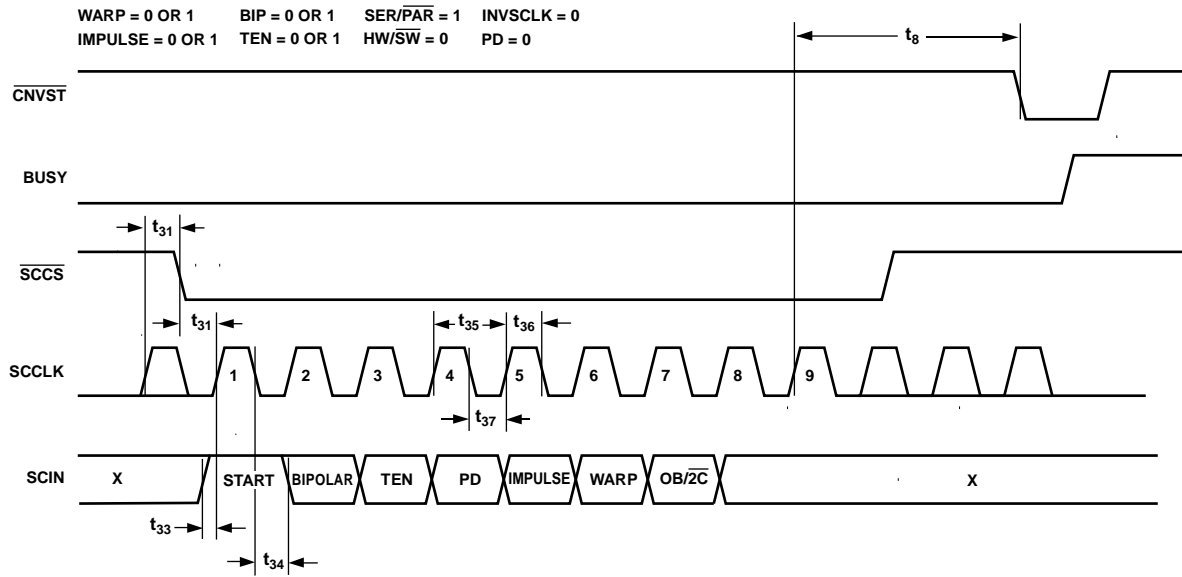 WARP = 0 OR 1 BIP = 0 OR 1 SER/PAR = 1 INVSCLK = 0
IMPULSE = 0 OR 1 TEN = 0 OR 1 HW/SW = 0 PD = 0
t8
CNVST
BUSY
t31
SCCS
t31
t35
t36
SCCLK
1 2 3 4 5 6 7 8 9
t37
SCIN
X START BIPOLAR TEN PD IMPULSE WARP OB/2C X
t33
t34